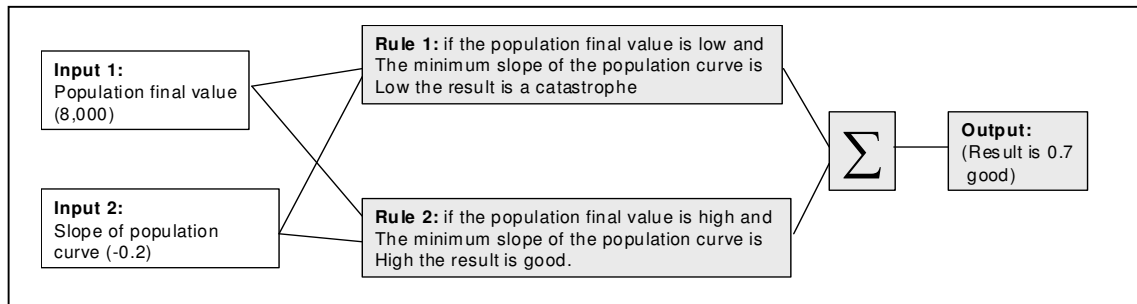 Input 1:
Population final value
(8,000)
Input 2:
Slope of population
curve (-0.2)
Rule 1: if the population final value is low and
The minimum slope of the population curve is
Low the result is a catastrophe
Rule 2: if the population final value is high and
The minimum slope of the population curve is
High the result is good.
∑
Output:
(Result is 0.7
good)